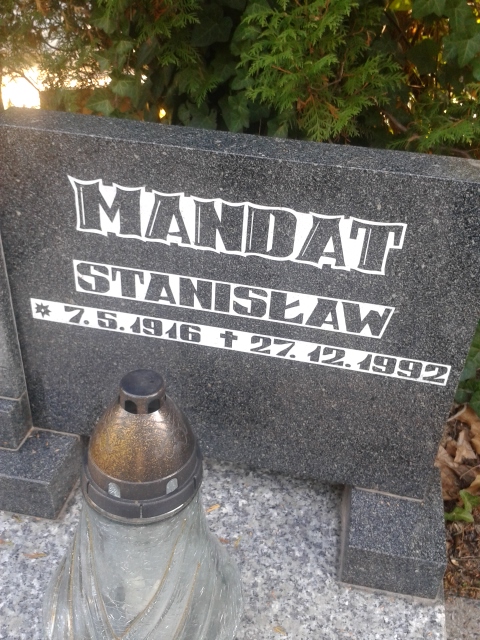 MANDAT
STANISŁAW
* 7.5.1916 † 27.12.1992